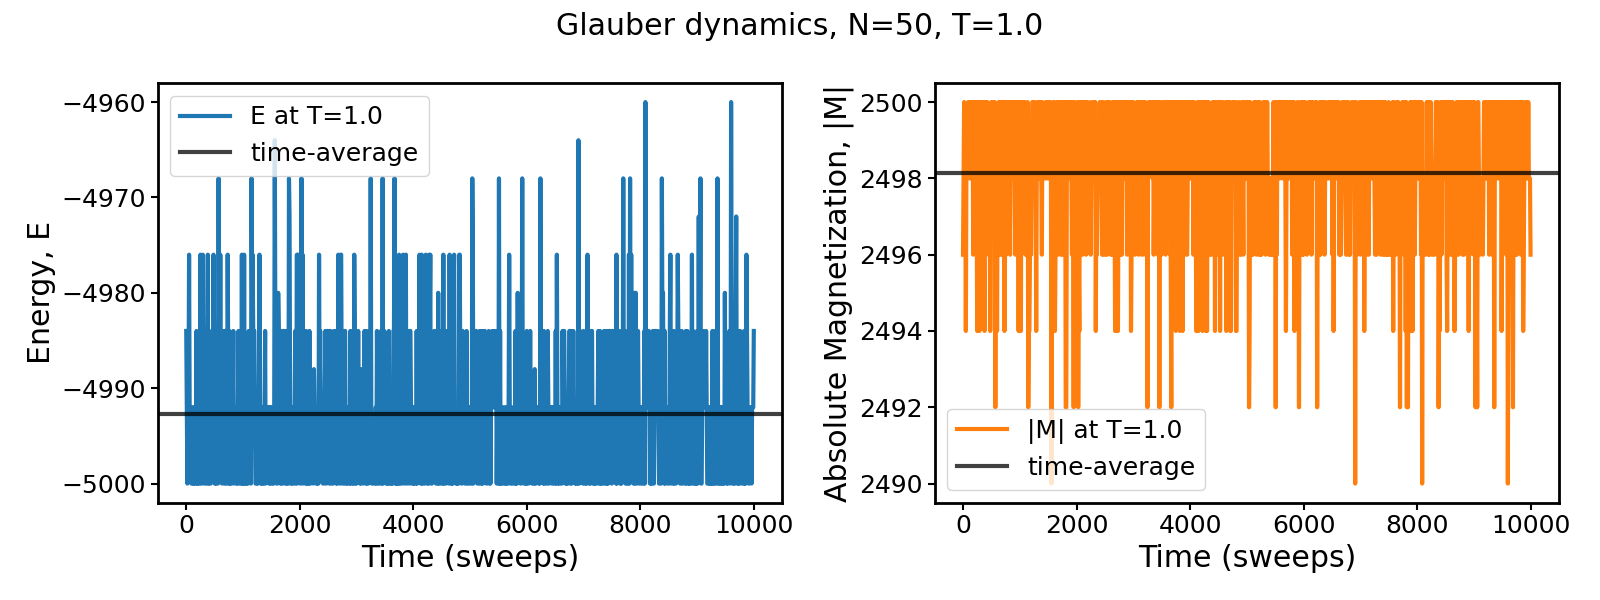 Glauber dynamics, N=50, T=1.0
Energy, E
−4960
−4970
−4980
−4990
−5000
E at T=1.0
time-average
0 2000 4000 6000 8000 10000
Time (sweeps)
Absolute Magnetization, |M|
2500
2498
2496
2494
2492
2490
|M| at T=1.0
time-average
0 2000 4000 6000 8000 10000
Time (sweeps)